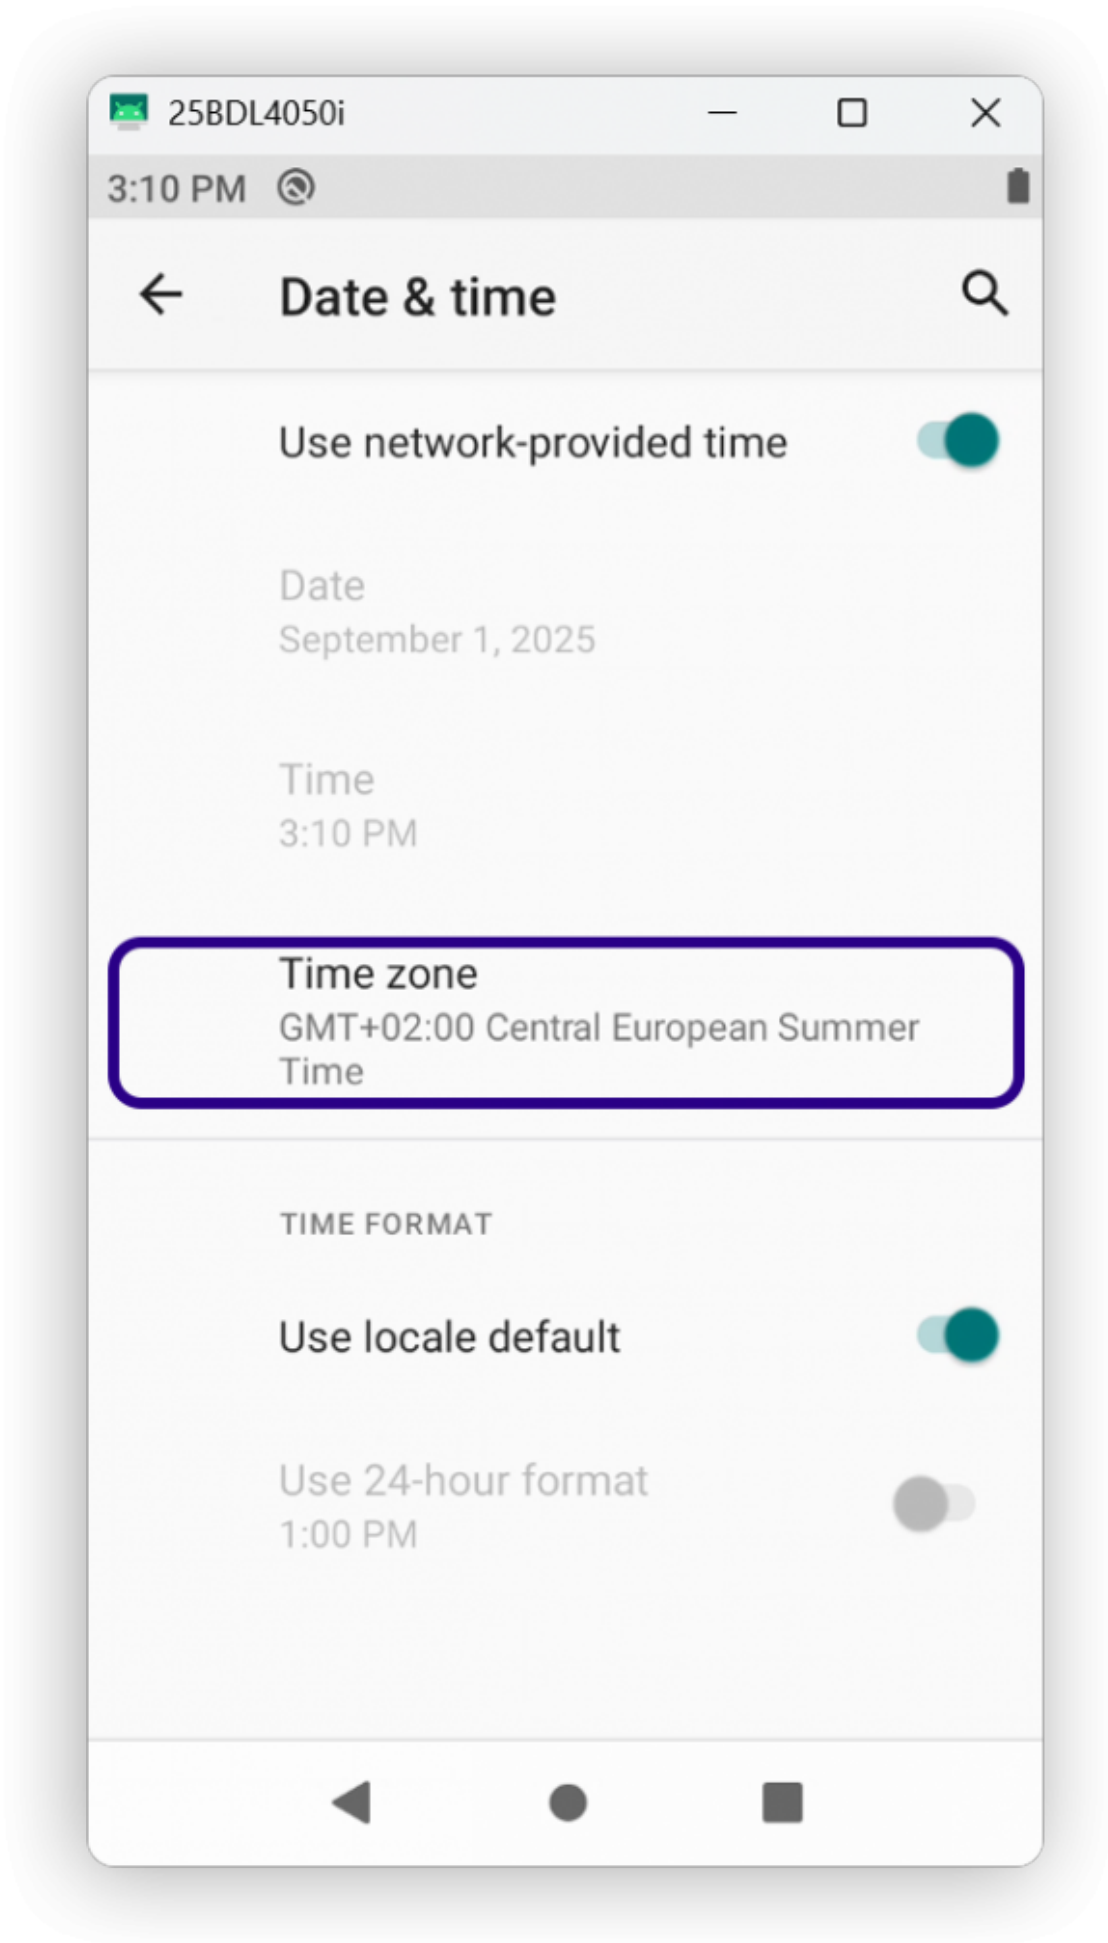 25BDL4050i
3:10 PM
Date & time
Use network-provided time
Date
September 1, 2025
Time
3:10 PM
Time zone
GMT+02:00 Central European Summer
Time
TIME FORMAT
Use locale default
Use 24-hour format
1:00 PM